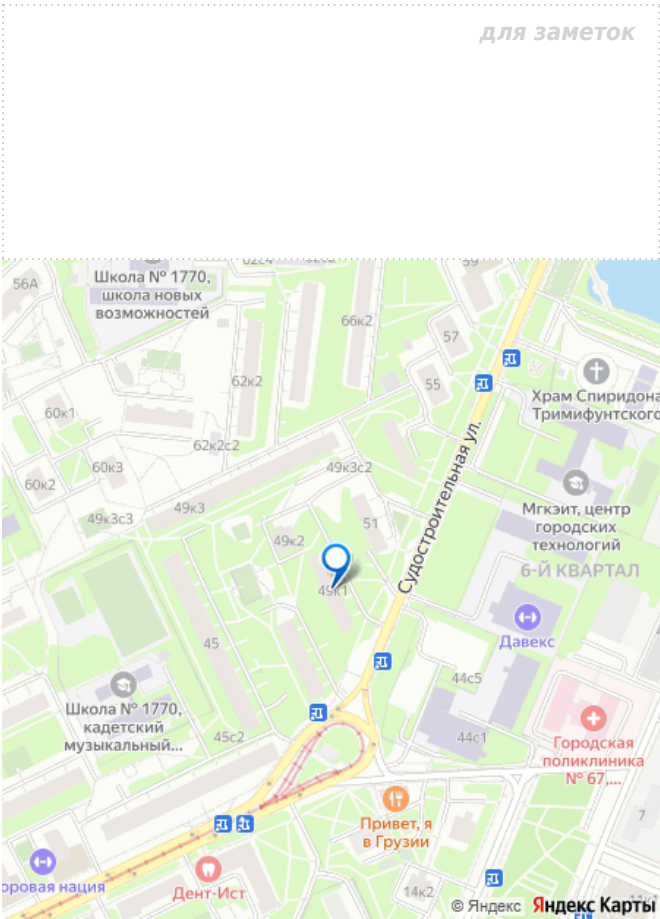 для заметок
62с4
62с2
59
56А
Школа № 1770,
школа новых
возможностей
66к2
57
62к2
55
Храм Спиридона
Тримифунтского
60к1
62к2с2
Судостроительная ул.
60к3
49к3с2
60к2
Мгкэит, центр
городских
технологий
49к3
49к3с3
51
49к2
6-Й КВАРТАЛ
49к1
Давекс
45
44с5
Школа № 1770,
кадетский
музыкальный...
45с2
44с1
Городская
поликлиника
№ 67,...
Привет, я
в Грузии
7
оровая нация
Дент-Ист
14к2
© Яндекс Яндекс Карты